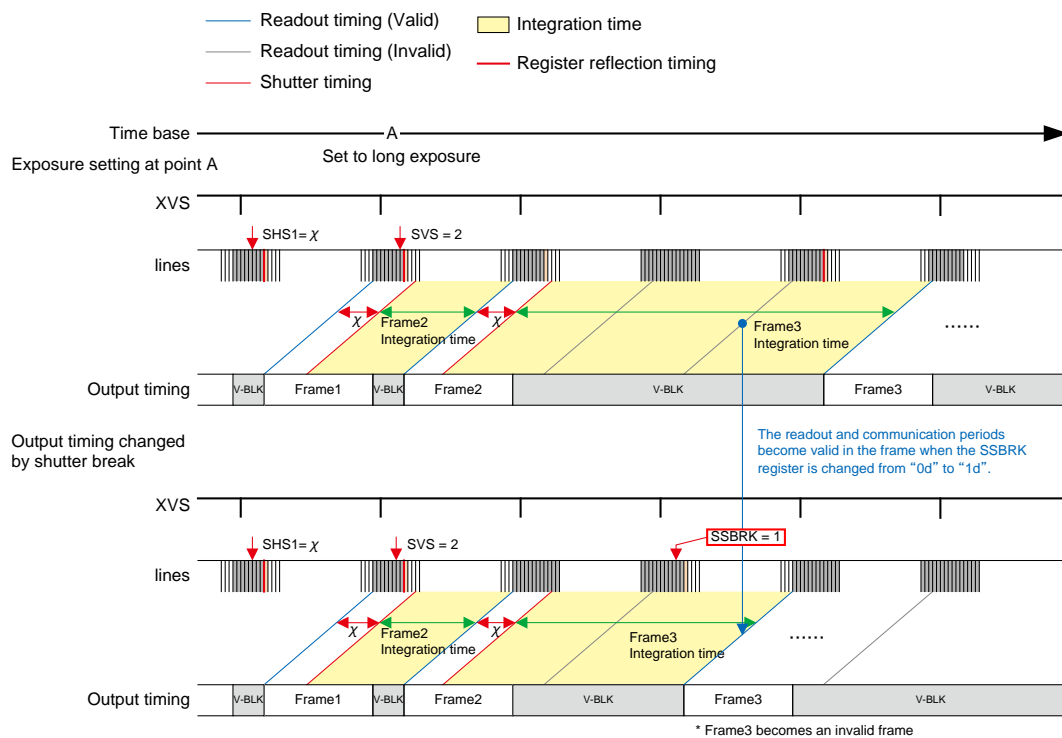 Readout timing (Valid)
Integration time
Readout timing (Invalid)
Register reflection timing
Shutter timing
Time base
A
Exposure setting at point A
Set to long exposure
XVS
SHS1= χ
SVS = 2
lines
χ
Frame2
Integration time
χ
Frame3
Integration time
......
Output timing
V-BLK
Frame1
V-BLK
Frame2
V-BLK
Frame3
V-BLK
Output timing changed
by shutter break
The readout and communication periods
become valid in the frame when the SSBRK
register is changed from “0d” to “1d”.
XVS
SHS1= χ
SVS = 2
SSBRK = 1
lines
χ
Frame2
Integration time
χ
Frame3
Integration time
......
Output timing
V-BLK
Frame1
V-BLK
Frame2
V-BLK
Frame3
V-BLK
* Frame3 becomes an invalid frame